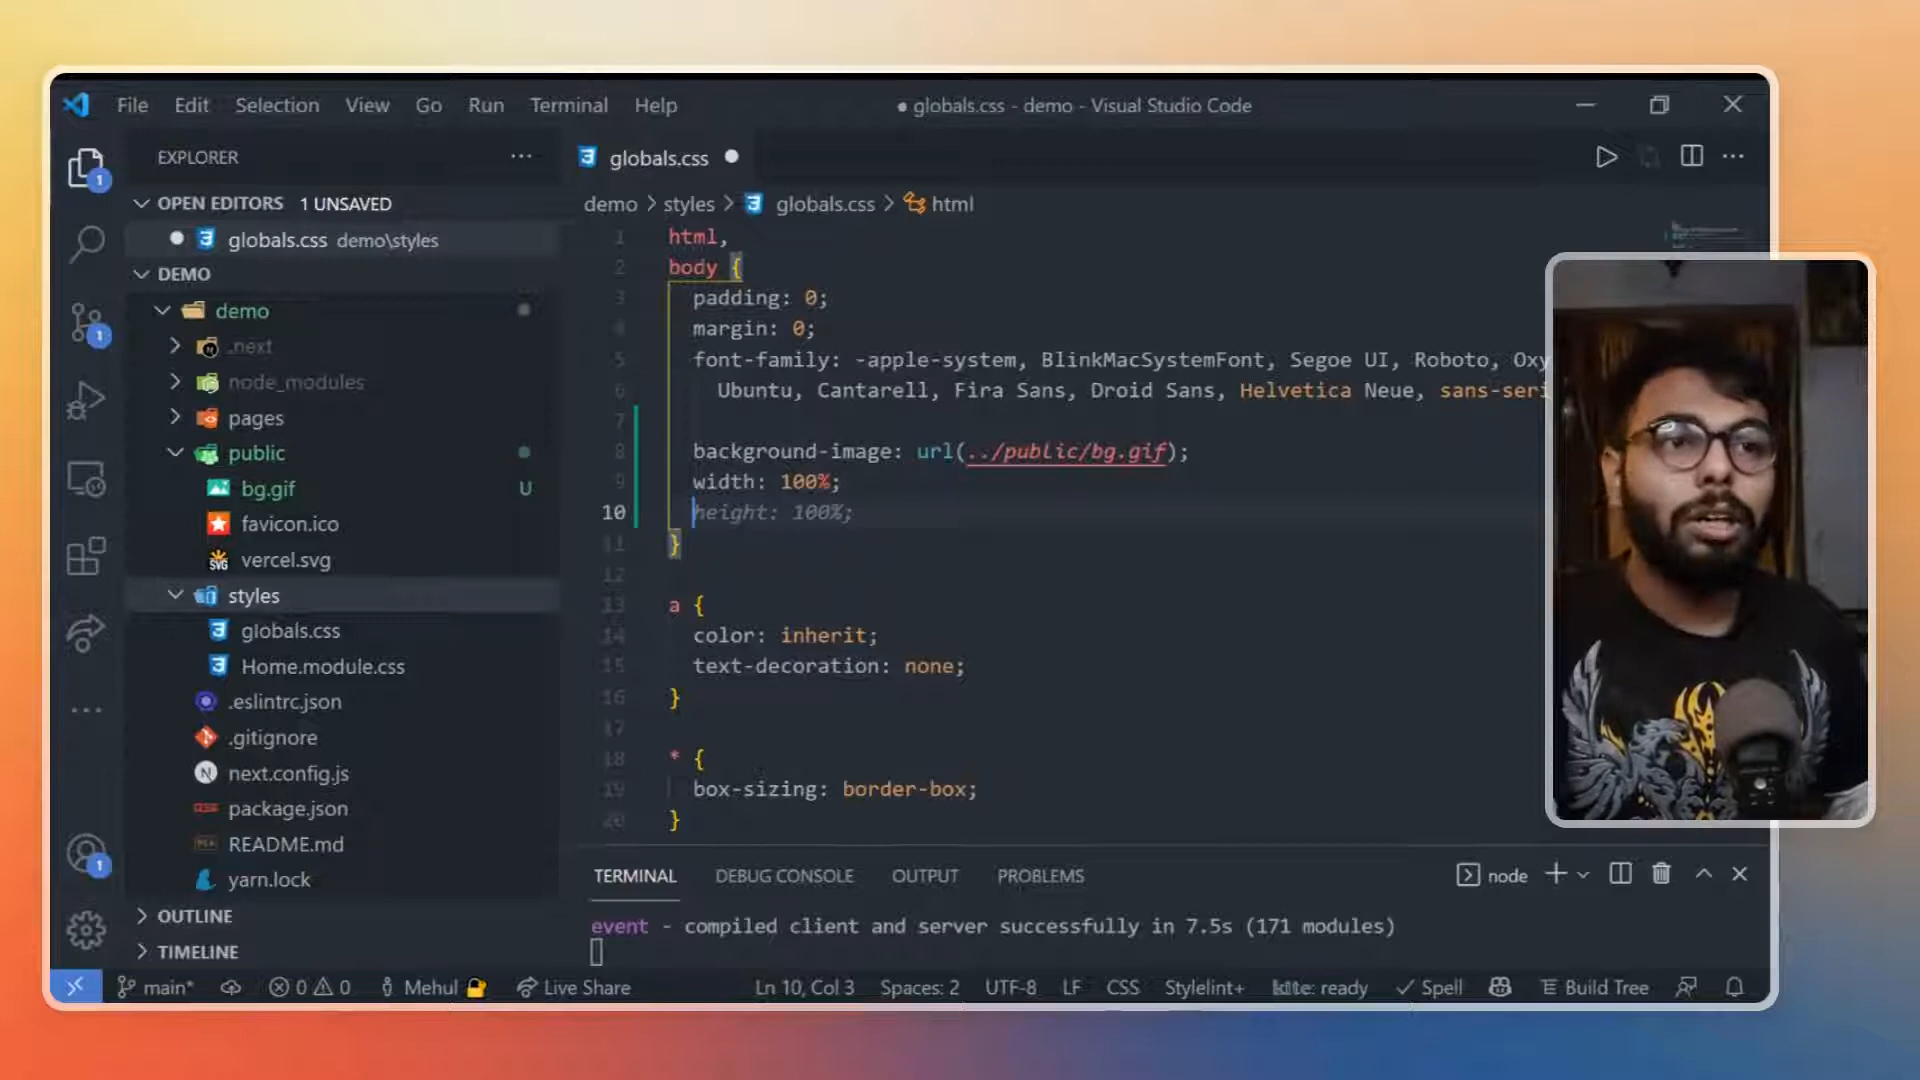 File Edit Selection View Go Run Terminal Help
● globals.css - demo - Visual Studio Code
EXPLORER
globals.css
OPEN EDITORS 1 UNSAVED
globals.css demo\styles
DEMO
demo
.next
node_modules
pages
public
bg.gif U
favicon.ico
vercel.svg
styles
globals.css
Home.module.css
.eslintrc.json
.gitignore
next.config.js
package.json
README.md
yarn.lock
OUTLINE
TIMELINE
1
1
1
demo > styles > globals.css > html
1 html,
2 body {
3 padding: 0;
4 margin: 0;
5 font-family: -apple-system, BlinkMacSystemFont, Segoe UI, Roboto, Oxy
6 Ubuntu, Cantarell, Fira Sans, Droid Sans, Helvetica Neue, sans-seri
7
8 background-image: url(../public/bg.gif);
9 width: 100%;
10 height: 100%;
11 }
12
13 a {
14 color: inherit;
15 text-decoration: none;
16 }
17
18 * {
19 box-sizing: border-box;
20 }
TERMINAL DEBUG CONSOLE OUTPUT PROBLEMS
node
event - compiled client and server successfully in 7.5s (171 modules)
main* 0 0 Mehul Live Share Ln 10, Col 3 Spaces: 2 UTF-8 LF CSS Stylelint+ kite: ready Spell Build Tree